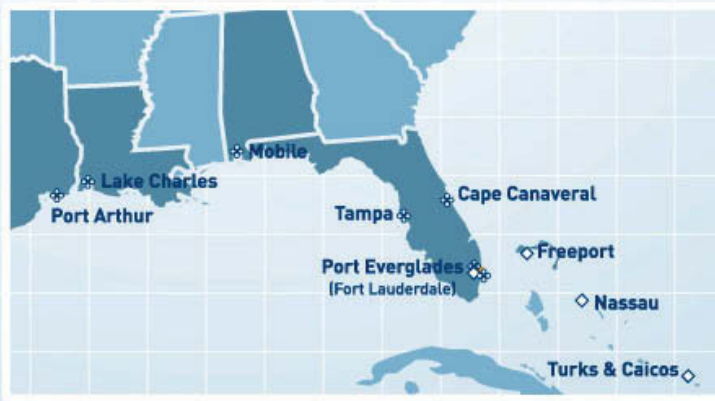 Mobile
Lake Charles
Port Arthur
Tampa
Cape Canaveral
Port Everglades
(Fort Lauderdale)
Freeport
Nassau
Turks & Caicos